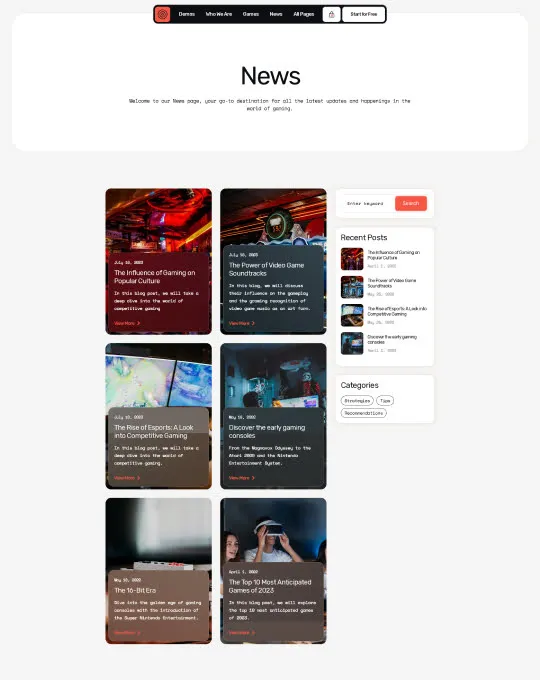 Demos
Who We Are
Games
News
All Pages
Start for Free
News
Welcome to our News page, your go-to destination for all the latest updates and happenings in the
world of gaming.
July 10, 2023
The Influence of Gaming on
Popular Culture
In this blog post, we will take a
deep dive into the world of
competitive gaming
View More
July 10, 2023
The Power of Video Game
Soundtracks
In this blog, we will discuss
their influence on the gameplay
and the growing recognition of
video game music as an art form.
View More
July 10, 2023
The Rise of Esports: A Look
into Competitive Gaming
In this blog post, we will take a
deep dive into the world of
competitive gaming.
View More
May 10, 2023
Discover the early gaming
consoles
From the Magnavox Odyssey to the
Atari 2600 and the Nintendo
Entertainment System.
View More
May 10, 2023
The 16-Bit Era
Dive into the golden age of gaming
consoles with the introduction of
the Super Nintendo Entertainment.
View More
April 1, 2023
The Top 10 Most Anticipated
Games of 2023
In this blog post, we will explore
the top 10 most anticipated games
of 2023.
View More
Enter keyword
Search
Recent Posts
The Influence of Gaming on
Popular Culture
April 1, 2023
The Power of Video Game
Soundtracks
The Rise of Esports: A Look into
Competitive Gaming
Discover the early gaming
consoles
April 1, 2023
Categories
Strategies
Tips
Recommendations